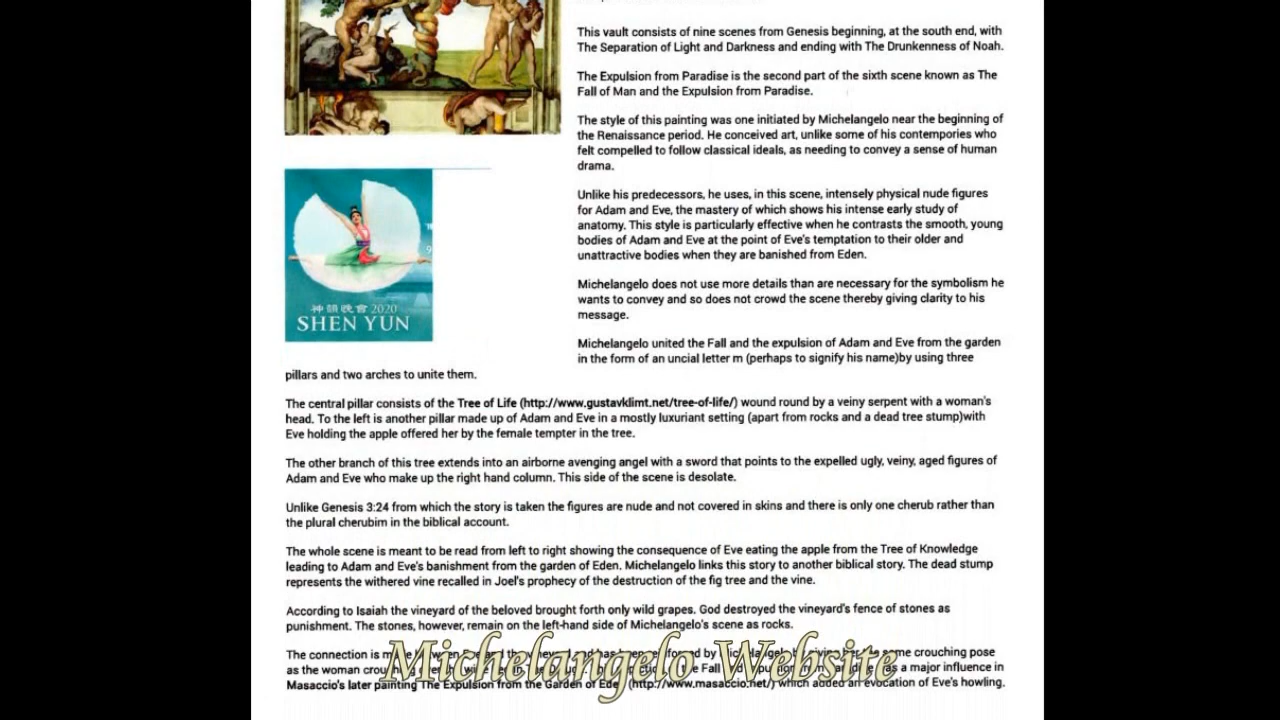 This vault consists of nine scenes from Genesis beginning, at the south end, with
The Separation of Light and Darkness and ending with The Drunkenness of Noah.
The Expulsion from Paradise is the second part of the sixth scene known as The
Fall of Man and the Expulsion from Paradise.
The style of this painting was one initiated by Michelangelo near the beginning of
the Renaissance period. He conceived art, unlike some of his contempories who
felt compelled to follow classical ideals, as needing to convey a sense of human
drama.
Unlike his predecessors, he uses, in this scene, intensely physical nude figures
for Adam and Eve, the mastery of which shows his intense early study of
anatomy. This style is particularly effective when he contrasts the smooth, young
bodies of Adam and Eve at the point of Eve's temptation to their older and
unattractive bodies when they are banished from Eden.
Michelangelo does not use more details than are necessary for the symbolism he
wants to convey and so does not crowd the scene thereby giving clarity to his
message.
Michelangelo united the Fall and the expulsion of Adam and Eve from the garden
in the form of an uncial letter m (perhaps to signify his name)by using three
pillars and two arches to unite them.
神韻晚會 2020
SHEN YUN
The central pillar consists of the Tree of Life (http://www.gustavklimt.net/tree-of-life/) wound round by a veiny serpent with a woman's
head. To the left is another pillar made up of Adam and Eve in a mostly luxuriant setting (apart from rocks and a dead tree stump)with
Eve holding the apple offered her by the female tempter in the tree.
The other branch of this tree extends into an airborne avenging angel with a sword that points to the expelled ugly, veiny, aged figures of
Adam and Eve who make up the right hand column. This side of the scene is desolate.
Unlike Genesis 3:24 from which the story is taken the figures are nude and not covered in skins and there is only one cherub rather than
the plural cherubim in the biblical account.
The whole scene is meant to be read from left to right showing the consequence of Eve eating the apple from the Tree of Knowledge
leading to Adam and Eve's banishment from the garden of Eden. Michelangelo links this story to another biblical story. The dead stump
represents the withered vine recalled in Joel's prophecy of the destruction of the fig tree and the vine.
According to Isaiah the vineyard of the beloved brought forth only wild grapes. God destroyed the vineyard's fence of stones as
punishment. The stones, however, remain on the left-hand side of Michelangelo's scene as rocks.
The connection is crouching pose
as the woman Fall as a major influence in
Masaccio's later painting The Expulsion from the Garden of (http://www.masaccio.net/) which added an evocation of Eve's howling.
Michelangelo Website